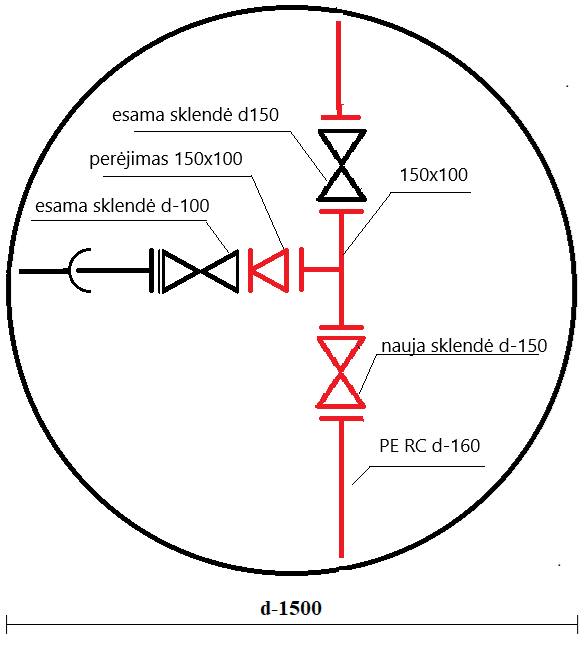 esama sklendė d150
perėjimas 150x100
150x100
esama sklendė d-100
nauja sklendė d-150
PE RC d-160
d-1500